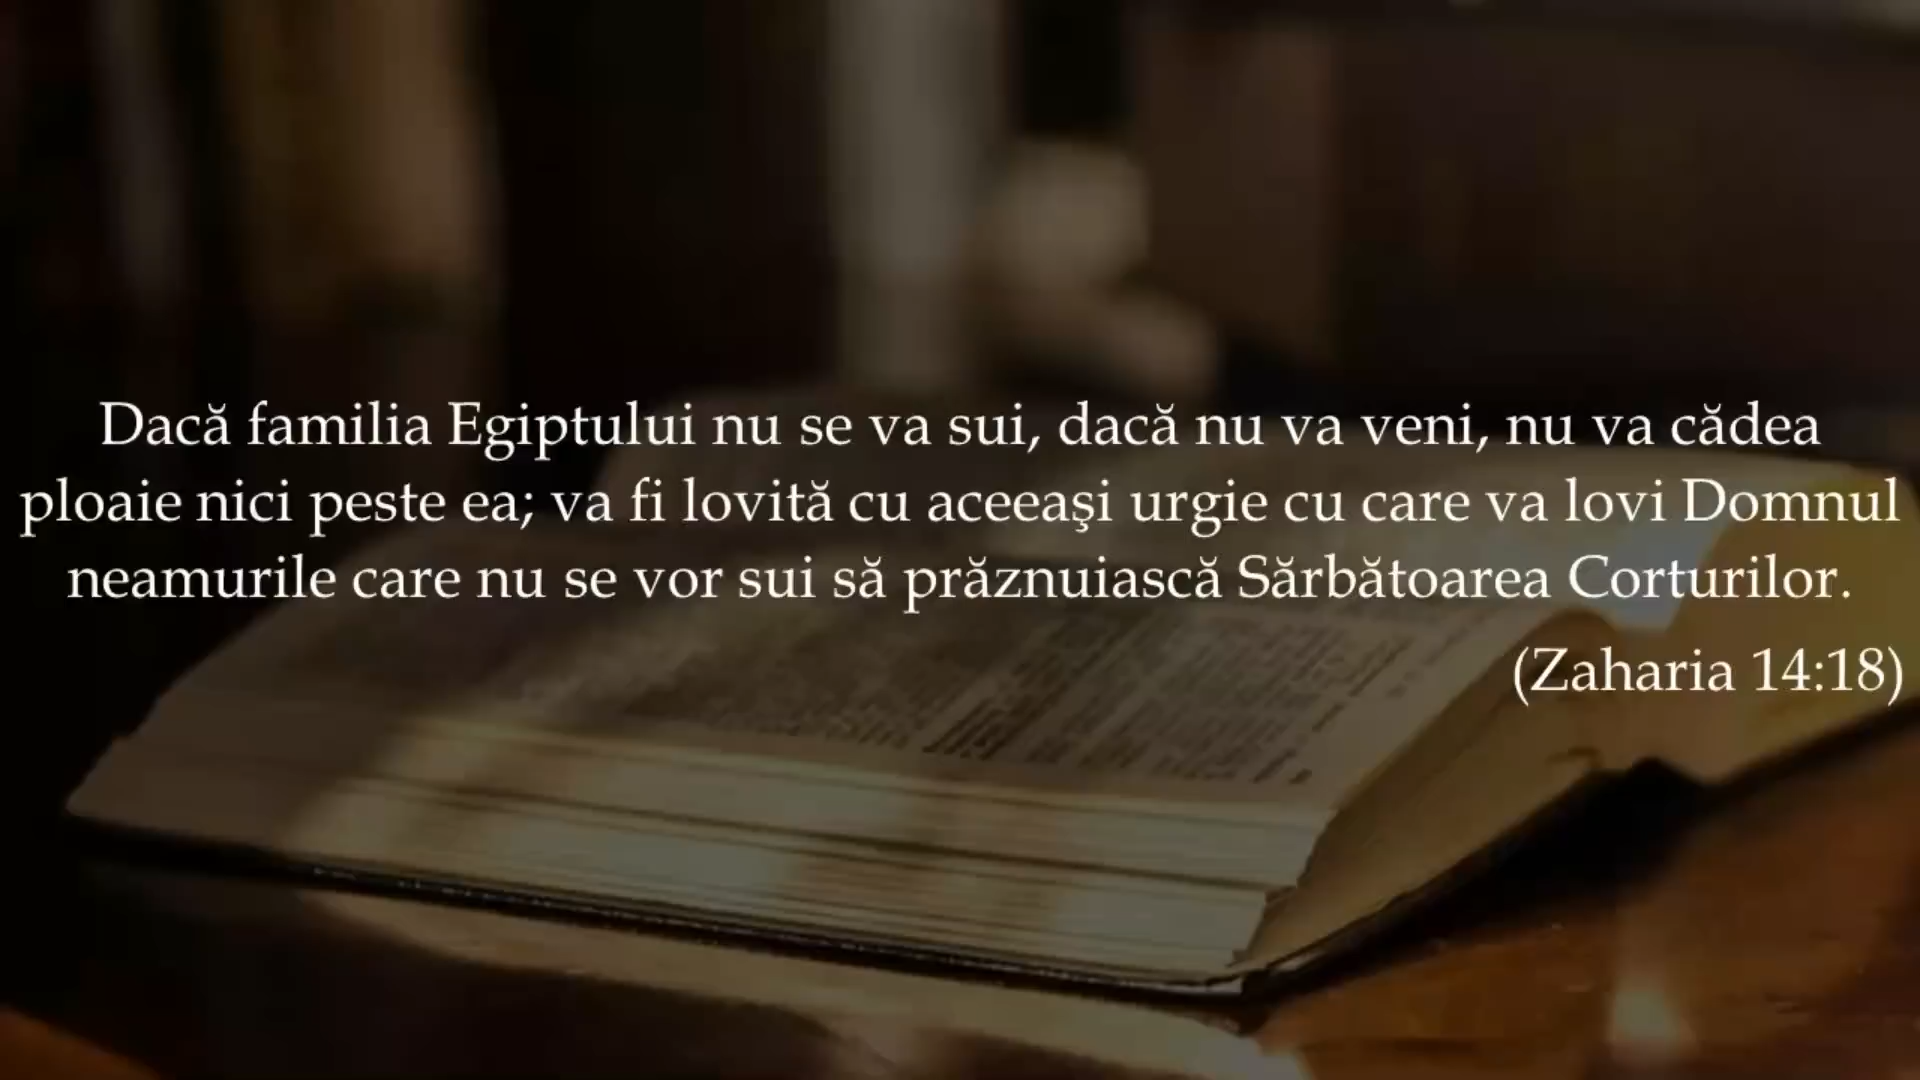 Dacă familia Egiptului nu se va sui, dacă nu va veni, nu va cădea
ploaie nici peste ea; va fi lovită cu aceeaşi urgie cu care va lovi Domnul
neamurile care nu se vor sui să prăznuiască Sărbătoarea Corturilor.
(Zaharia 14:18)